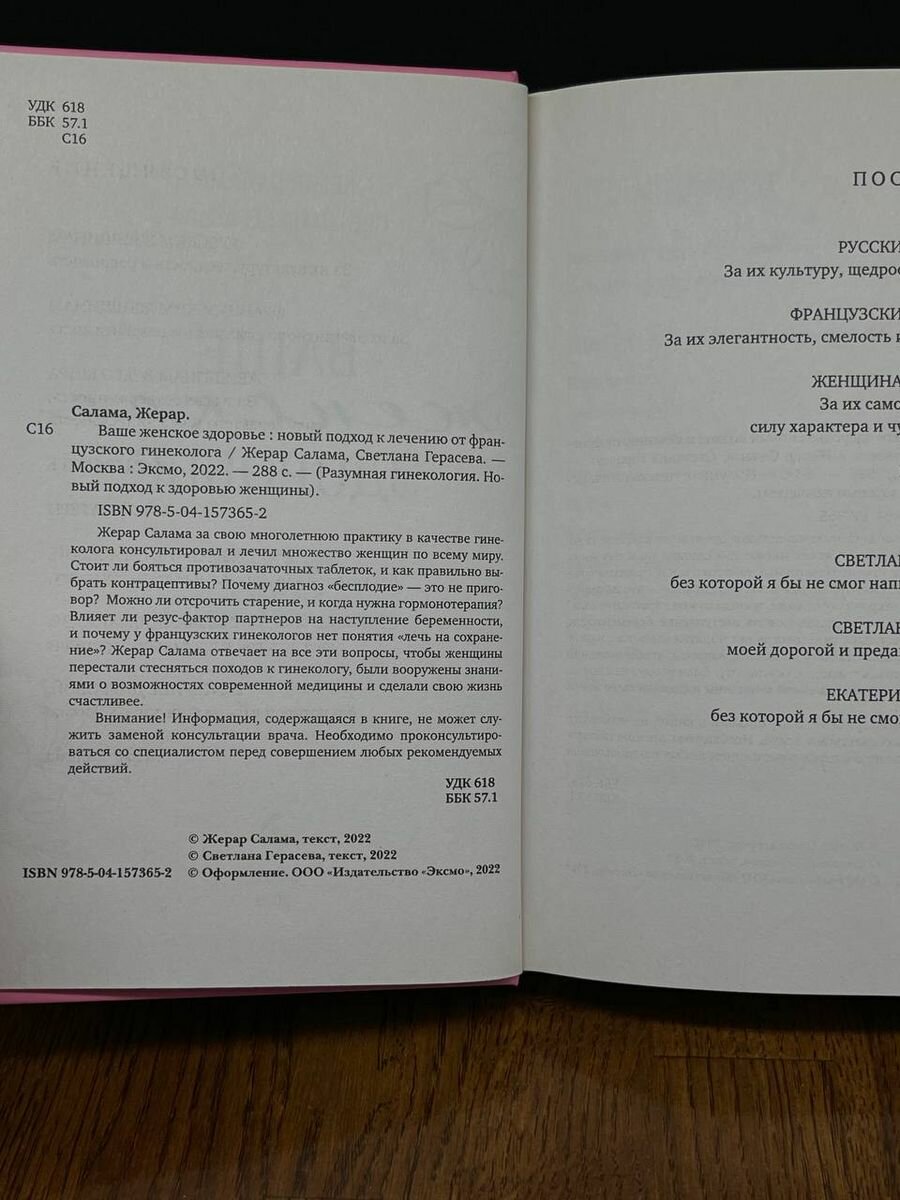 УДК 618
ББК 57.1
С16
Салама, Жерар.
С16
Ваше женское здоровье : новый подход к лечению от фран-
цузского гинеколога / Жерар Салама, Светлана Герасева. —
Москва : Эксмо, 2022. — 288 с. — (Разумная гинекология. Но-
вый подход к здоровью женщины).
ISBN 978-5-04-157365-2
Жерар Салама за свою многолетнюю практику в качестве гине-
колога консультировал и лечил множество женщин по всему миру.
Стоит ли бояться противозачаточных таблеток, и как правильно вы-
брать контрацептивы? Почему диагноз «бесплодие» — это не приго-
вор? Можно ли отсрочить старение, и когда нужна гормонотерапия?
Влияет ли резус-фактор партнеров на наступление беременности,
и почему у французских гинекологов нет понятия «лечь на сохране-
ние»? Жерар Салама отвечает на все эти вопросы, чтобы женщины
перестали стесняться походов к гинекологу, были вооружены знани-
ями о возможностях современной медицины и сделали свою жизнь
счастливее.
Внимание! Информация, содержащаяся в книге, не может слу-
жить заменой консультации врача. Необходимо проконсультиро-
ваться со специалистом перед совершением любых рекомендуемых
действий.
УДК 618
ББК 57.1
© Жерар Салама, текст, 2022
© Светлана Герасева, текст, 2022
ISBN 978-5-04-157365-2 © Оформление. ООО «Издательство «Эксмо», 2022
ПОС
РУССКИ
За их культуру, щедрос
ФРАНЦУЗСКИ
За их элегантность, смелость и
ЖЕНЩИНА
За их само
силу характера и чу
СВЕТЛАН
без которой я бы не смог напи
СВЕТЛАН
моей дорогой и преда
ЕКАТЕРИ
без которой я бы не смо